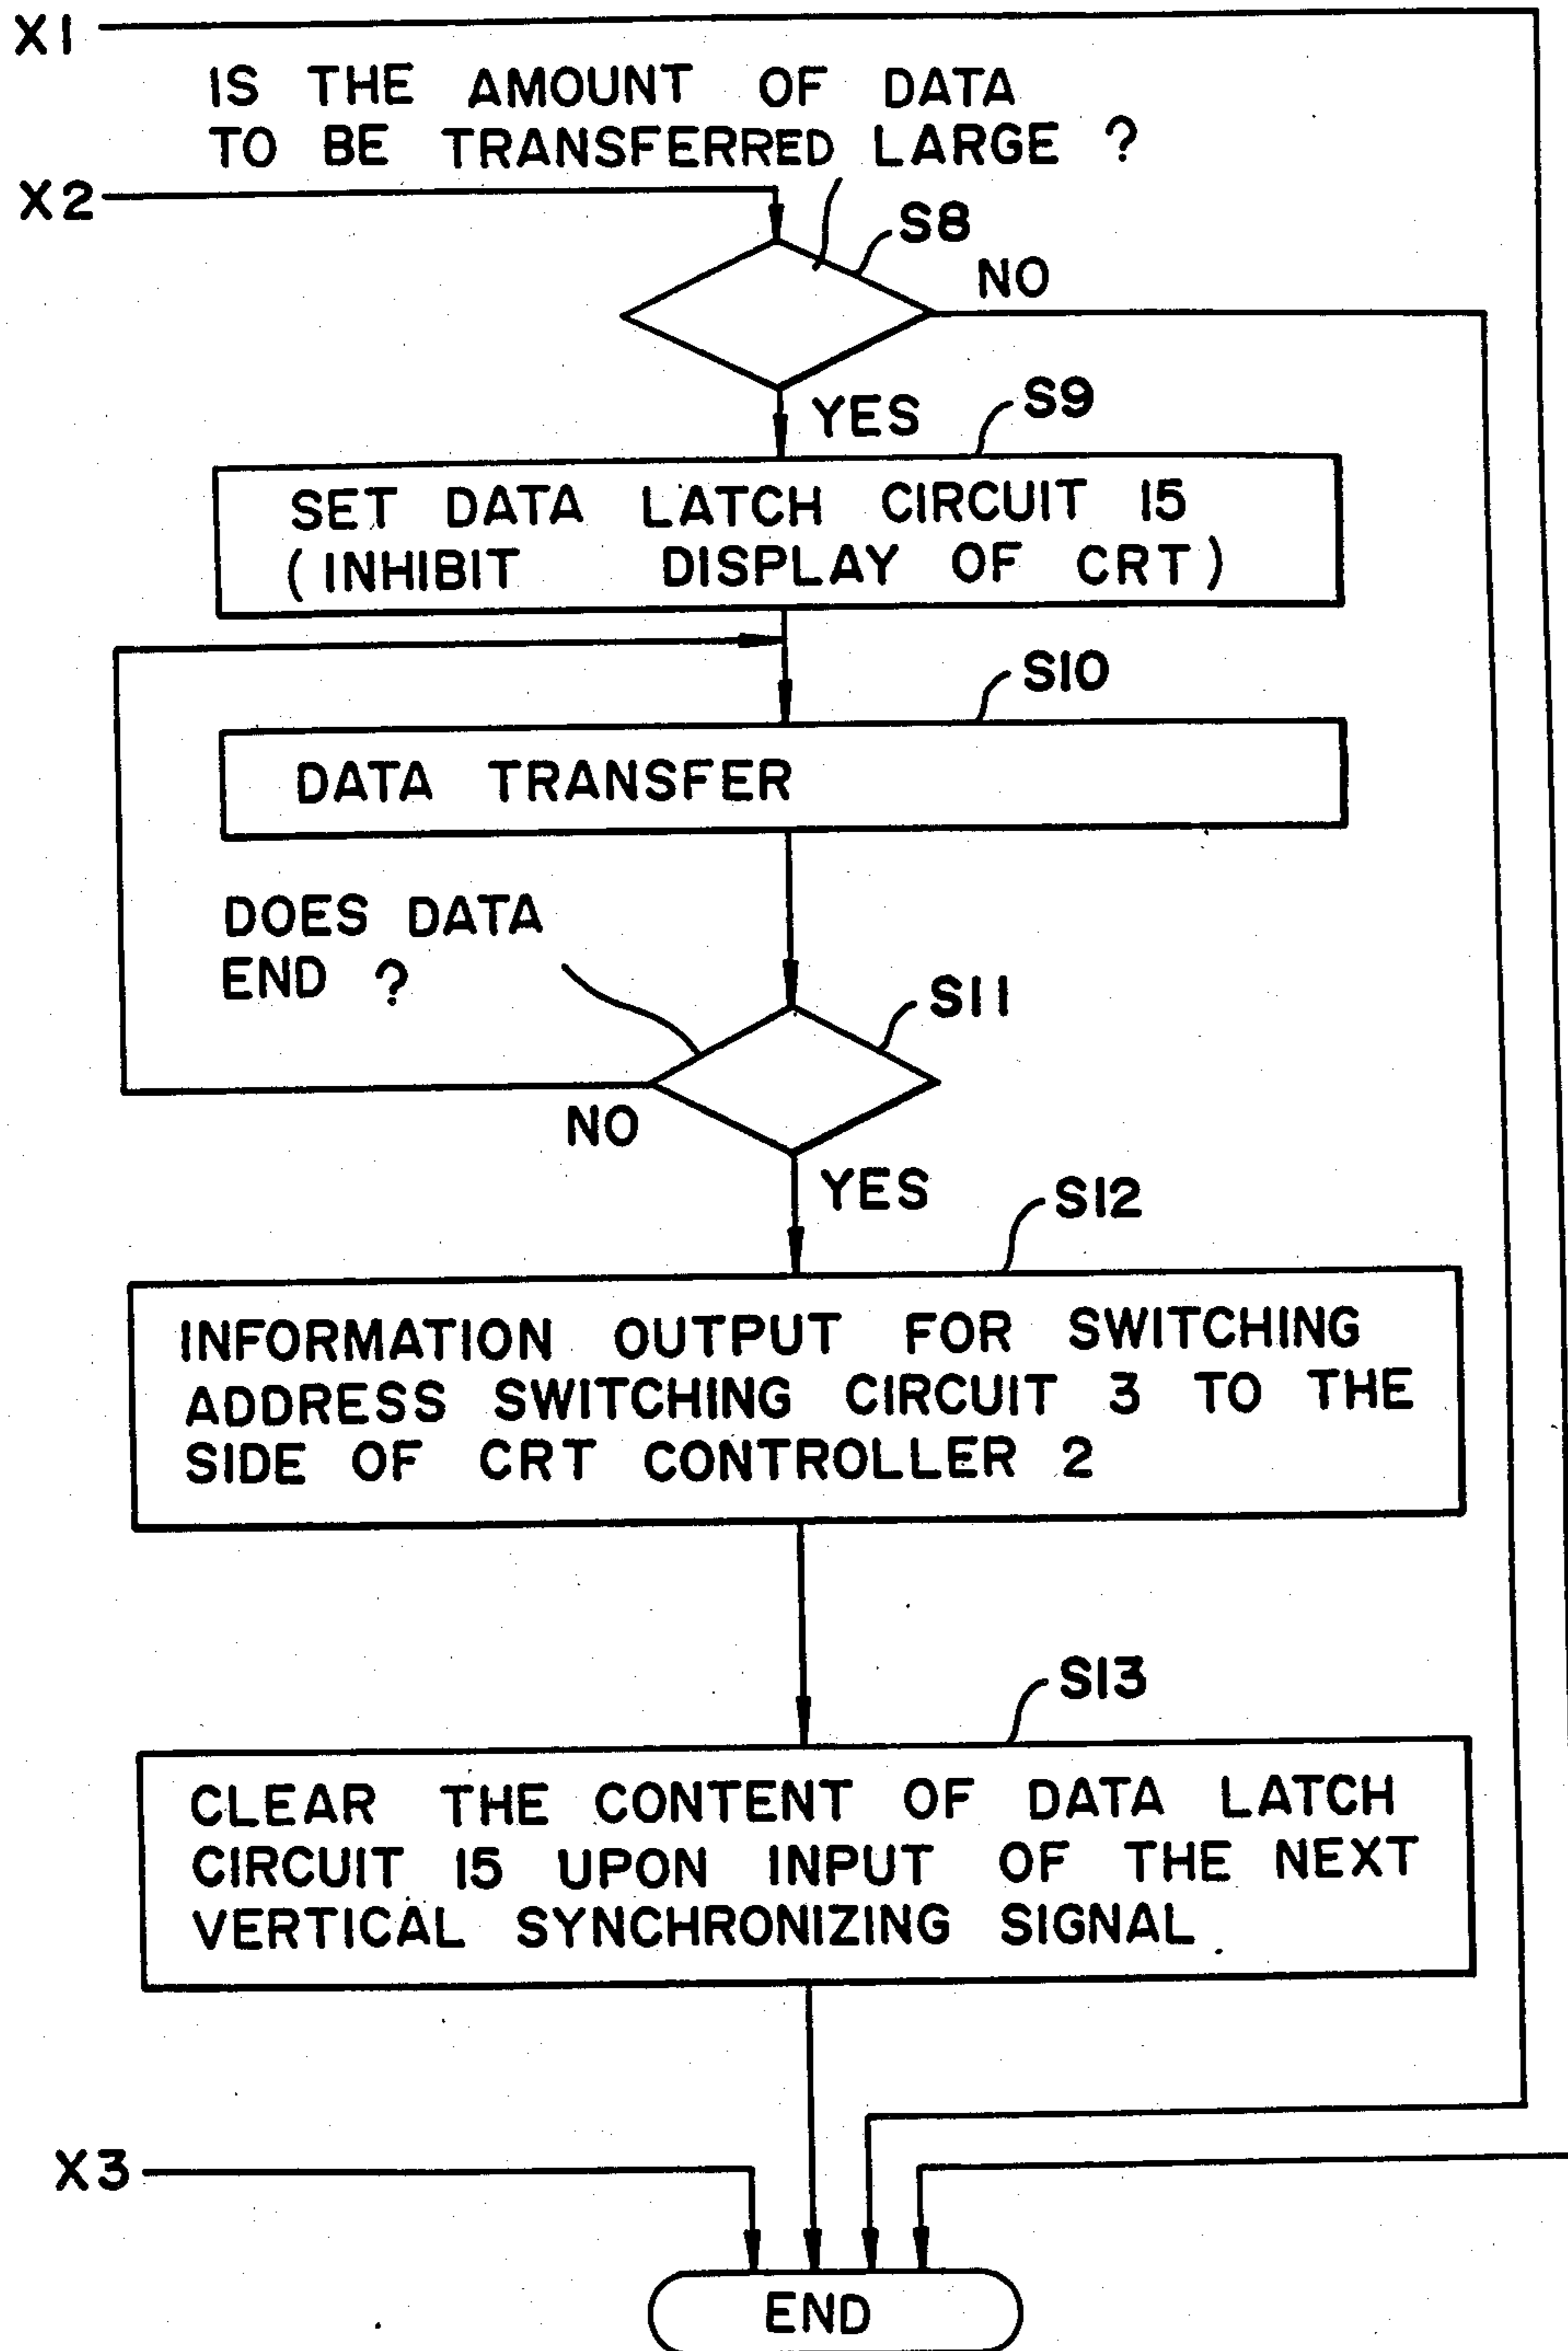 X1
IS THE AMOUNT OF DATA
TO BE TRANSFERRED LARGE ?
X2
S8
NO
YES
S9
SET DATA LATCH CIRCUIT 15
(INHIBIT DISPLAY OF CRT)
S10
DATA TRANSFER
DOES DATA
END ?
S11
NO
YES
S12
INFORMATION OUTPUT FOR SWITCHING
ADDRESS SWITCHING CIRCUIT 3 TO THE
SIDE OF CRT CONTROLLER 2
S13
CLEAR THE CONTENT OF DATA LATCH
CIRCUIT 15 UPON INPUT OF THE NEXT
VERTICAL SYNCHRONIZING SIGNAL
X3
END